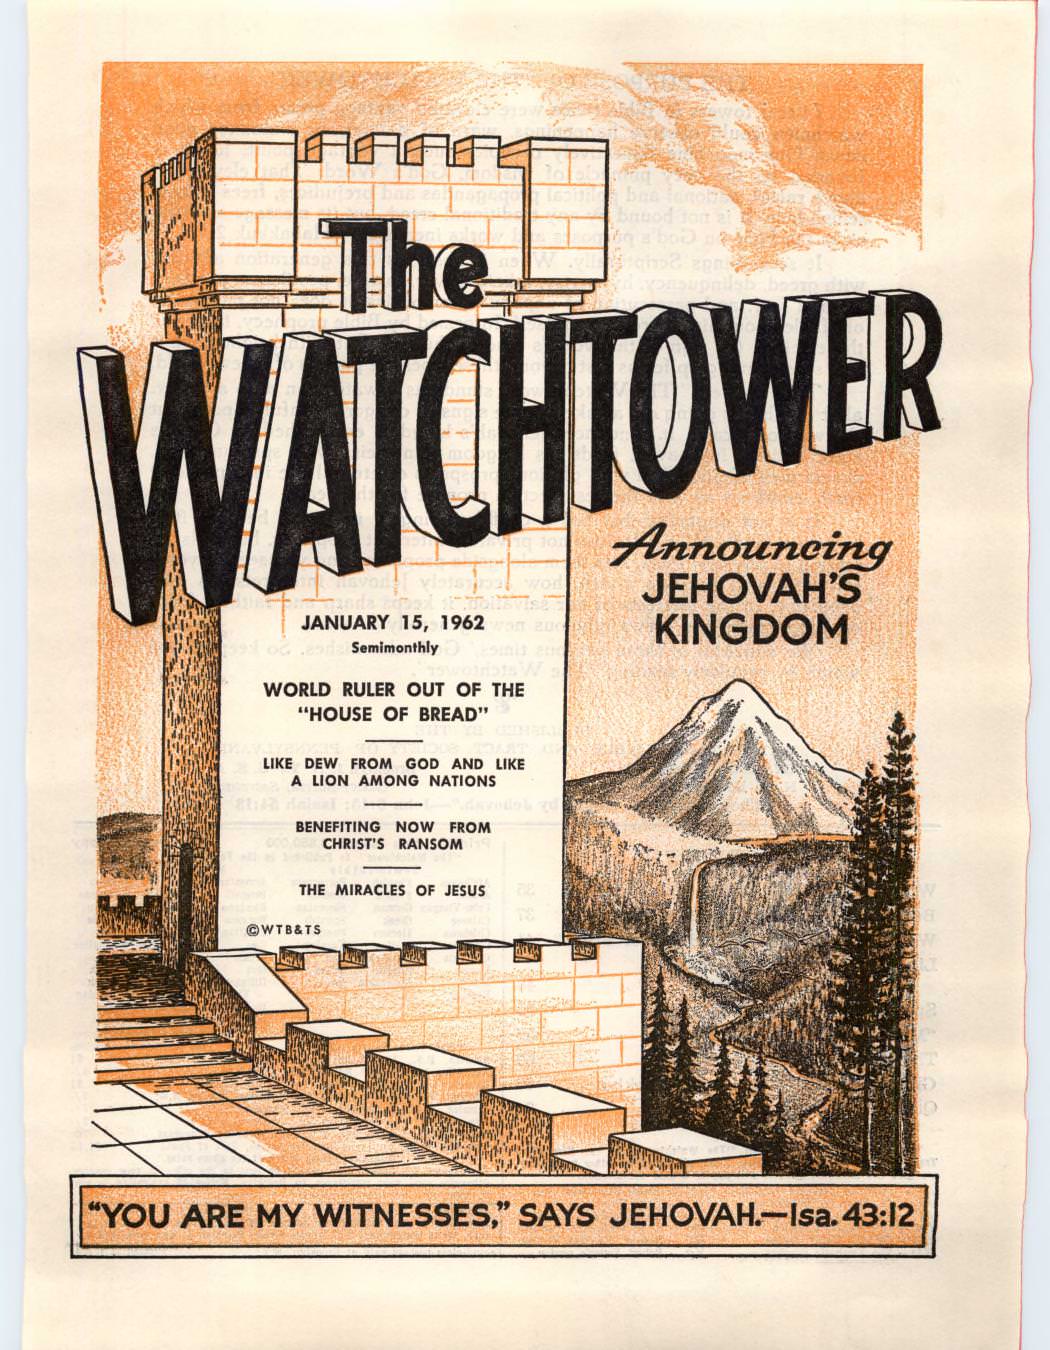 The
WATCHTOWER
Announcing
JEHOVAH'S
KINGDOM
JANUARY 15, 1962
Semimonthly
WORLD RULER OUT OF THE
"HOUSE OF BREAD"
LIKE DEW FROM GOD AND LIKE
A LION AMONG NATIONS
BENEFITING NOW FROM
CHRIST'S RANSOM
THE MIRACLES OF JESUS
©WTB&TS
"YOU ARE MY WITNESSES," SAYS JEHOVAH.—Isa. 43:12